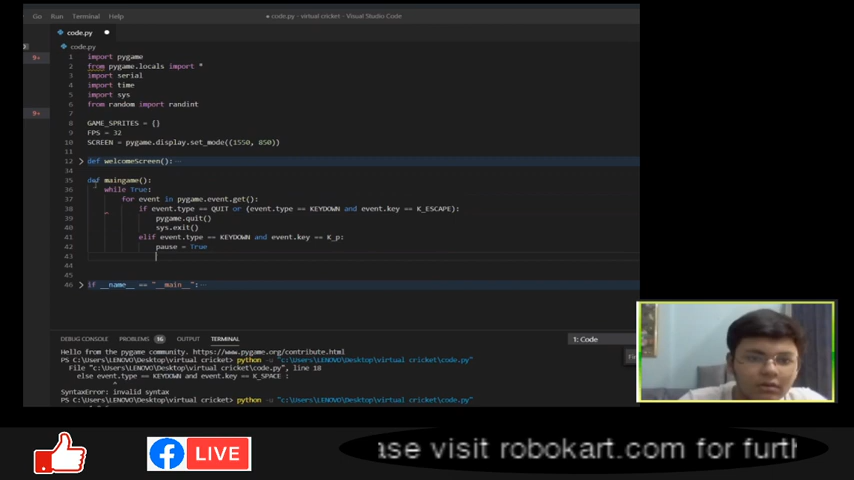 Go Run Terminal Help
code.py - virtual cricket - Visual Studio Code
code.py
code.py
9+
9+
1 import pygame
2 from pygame.locals import *
3 import serial
4 import time
5 import sys
6 from random import randint
7
8 GAME_SPRITES = {}
9 FPS = 32
10 SCREEN = pygame.display.set_mode((1550, 850))
11
12 def welcomeScreen():
34
35 def maingame():
36 while True:
37 for event in pygame.event.get():
38 if event.type == QUIT or (event.type == KEYDOWN and event.key == K_ESCAPE):
39 pygame.quit()
40 sys.exit()
41 elif event.type == KEYDOWN and event.key == K_p:
42 pause = True
43
44
45
46 if __name__ == "__main__":
DEBUG CONSOLE PROBLEMS 16 OUTPUT TERMINAL 1: Code
Hello from the pygame community. https://www.pygame.org/contribute.html
PS C:\Users\LENOVO\Desktop\virtual cricket> python -u "c:\Users\LENOVO\Desktop\virtual cricket\code.py"
File "c:\Users\LENOVO\Desktop\virtual cricket\code.py", line 18
else event.type == KEYDOWN and event.key == K_SPACE :
^
SyntaxError: invalid syntax
PS C:\Users\LENOVO\Desktop\virtual cricket> python -u "c:\Users\LENOVO\Desktop\virtual cricket\code.py"
LIVE
ase visit robokart.com for furth